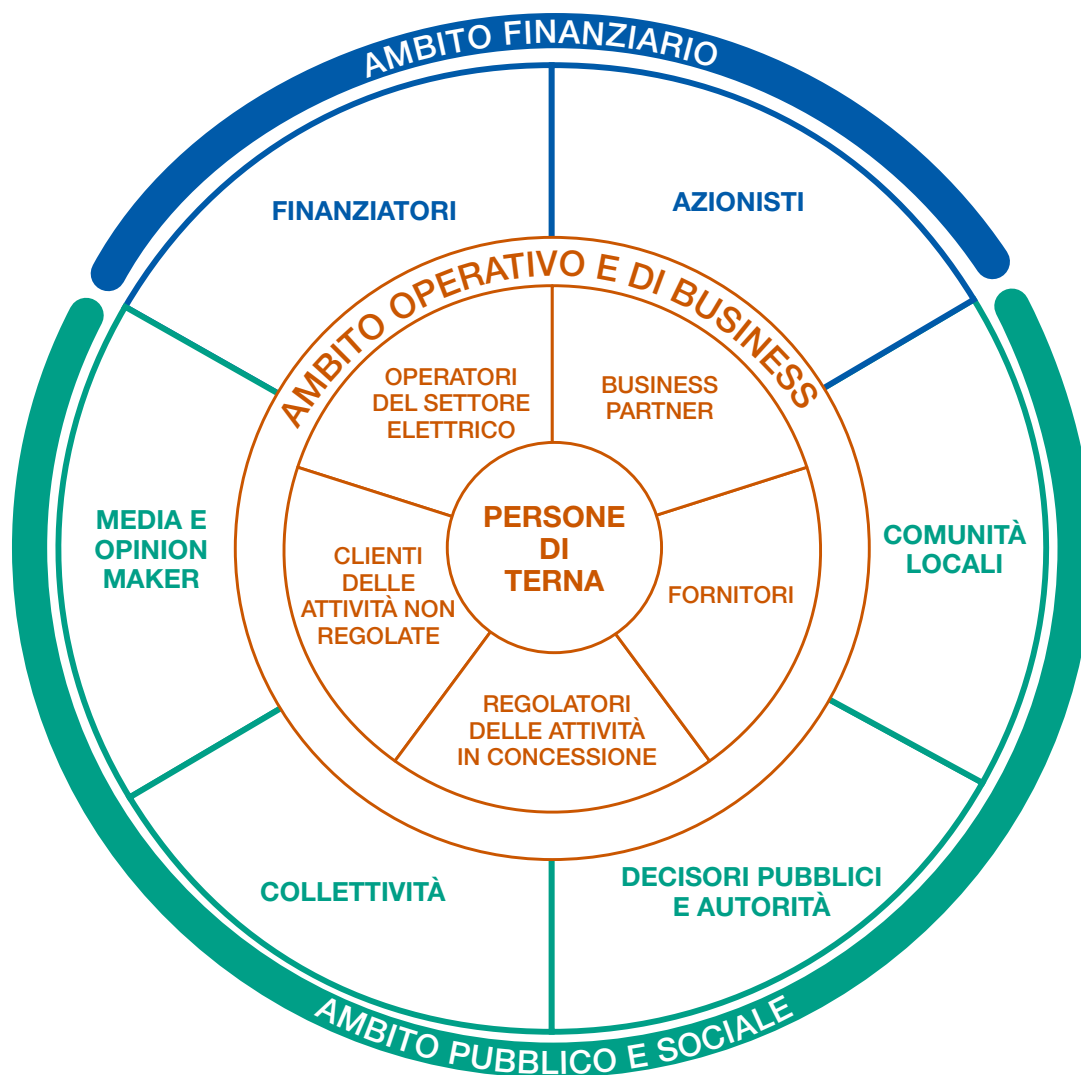 AMBITO FINANZIARIO
FINANZIATORI
AZIONISTI
AMBITO OPERATIVO E DI BUSINESS
OPERATORI
DEL SETTORE
ELETTRICO
BUSINESS
PARTNER
MEDIA E
OPINION
MAKER
CLIENTI
DELLE
ATTIVITÀ NON
REGOLATE
PERSONE
DI
TERNA
FORNITORI
COMUNITÀ
LOCALI
REGOLATORI
DELLE ATTIVITÀ
IN CONCESSIONE
COLLETTIVITÀ
DECISORI PUBBLICI
E AUTORITÀ
AMBITO PUBBLICO E SOCIALE